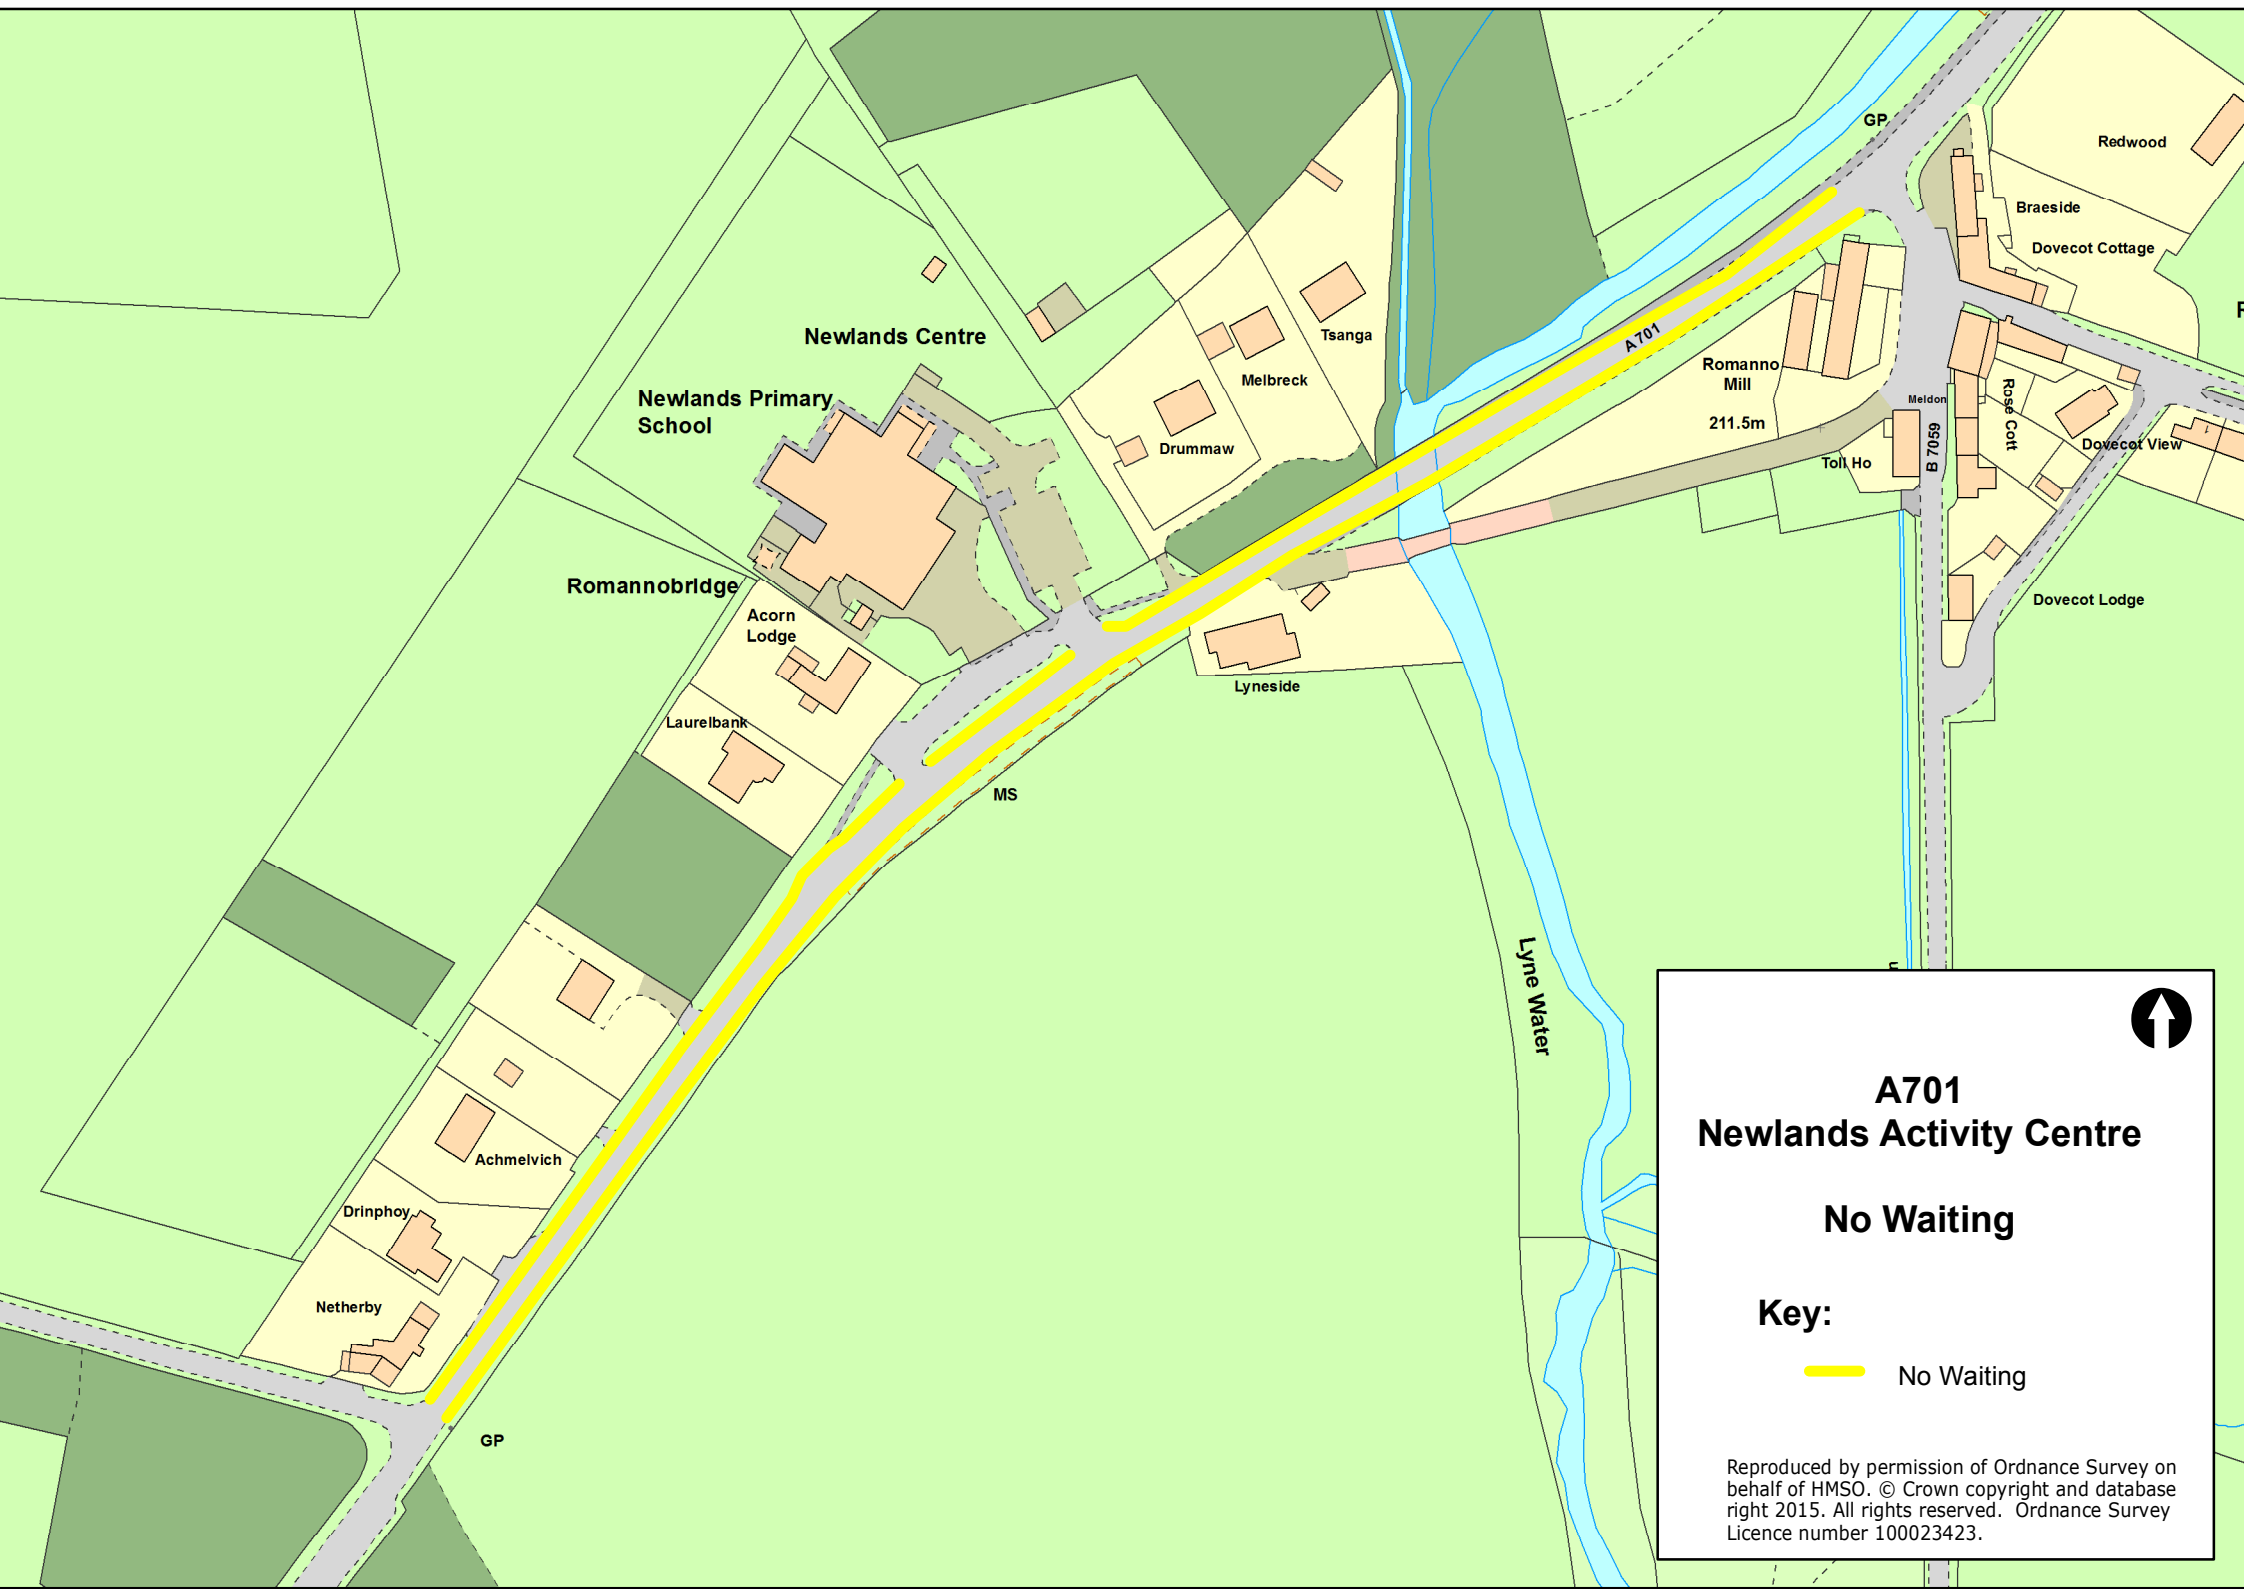 GP
Redwood
Braeside
Dovecot Cottage
Newlands Centre
Tsanga
A701
Melbreck
Romanno
Mill
Newlands Primary
School
Meldon
Rose Cott
211.5m
Drummaw
B 7059
Dovecot View
Toll Ho
Romannobridge
Acorn
Lodge
Dovecot Lodge
Lyneside
Laurelbank
MS
Lyne Water
Achmelvich
Drinphoy
Netherby
GP
A701
Newlands Activity Centre
No Waiting
Key:
No Waiting
Reproduced by permission of Ordnance Survey on
behalf of HMSO. © Crown copyright and database
right 2015. All rights reserved. Ordnance Survey
Licence number 100023423.